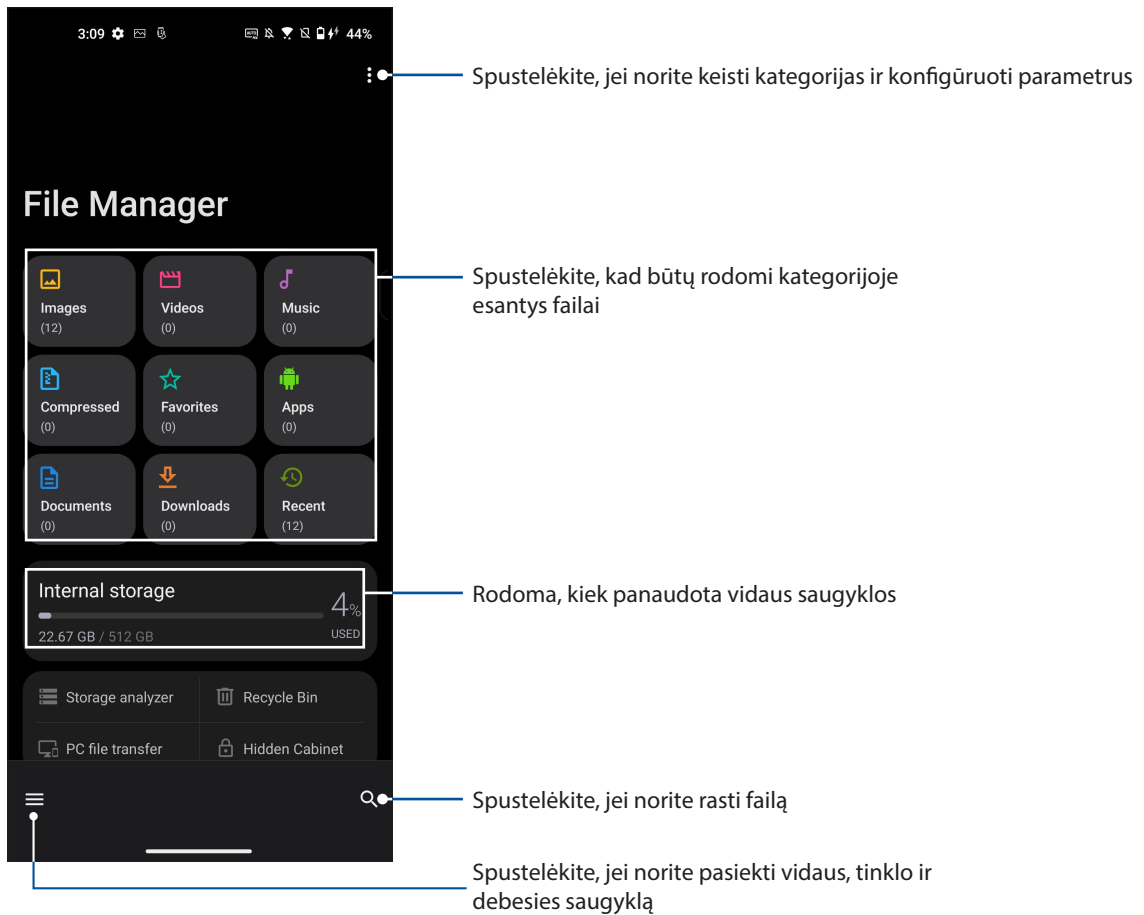 3:09 44%
Spustelėkite, jei norite keisti kategorijas ir konfigūruoti parametrus
File Manager
Spustelėkite, kad būtų rodomi kategorijoje
esantys failai
Images Videos Music
(12) (0) (0)
Compressed Favorites Apps
(0) (0) (0)
Documents Downloads Recent
(0) (0) (12)
Internal storage 4%
22.67 GB / 512 GB USED
Rodoma, kiek panaudota vidaus saugyklos
Storage analyzer Recycle Bin
PC file transfer Hidden Cabinet
Spustelėkite, jei norite rasti failą
Spustelėkite, jei norite pasiekti vidaus, tinklo ir
debesies saugyklą